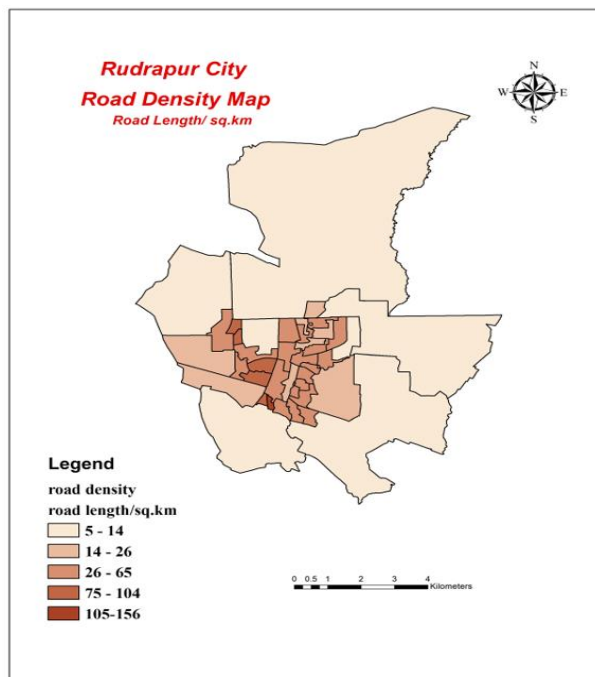 Rudrapur City
Road Density Map
Road Length/ sq.km
N
W E
S
Legend
road density
road length/sq.km
5 - 14
14 - 26
26 - 65
75 - 104
105-156
0 0.5 1 2 3 4
Kilometers